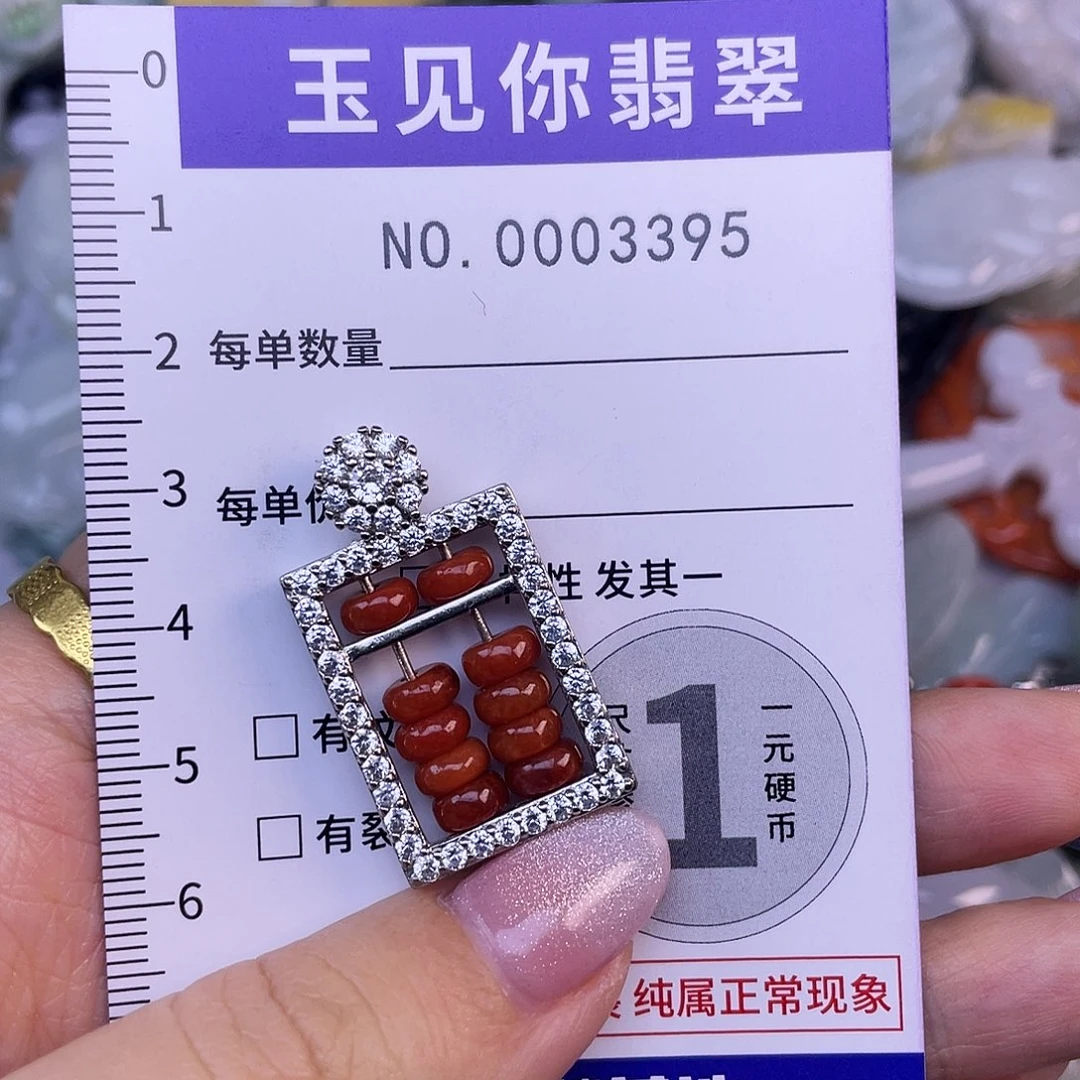 玉见你翡翠
0
NO.0003395
1
2 每单数量
3 每单价
性 发其一
4
5
有 1 一元硬币
有裂
6
纯属正常现象